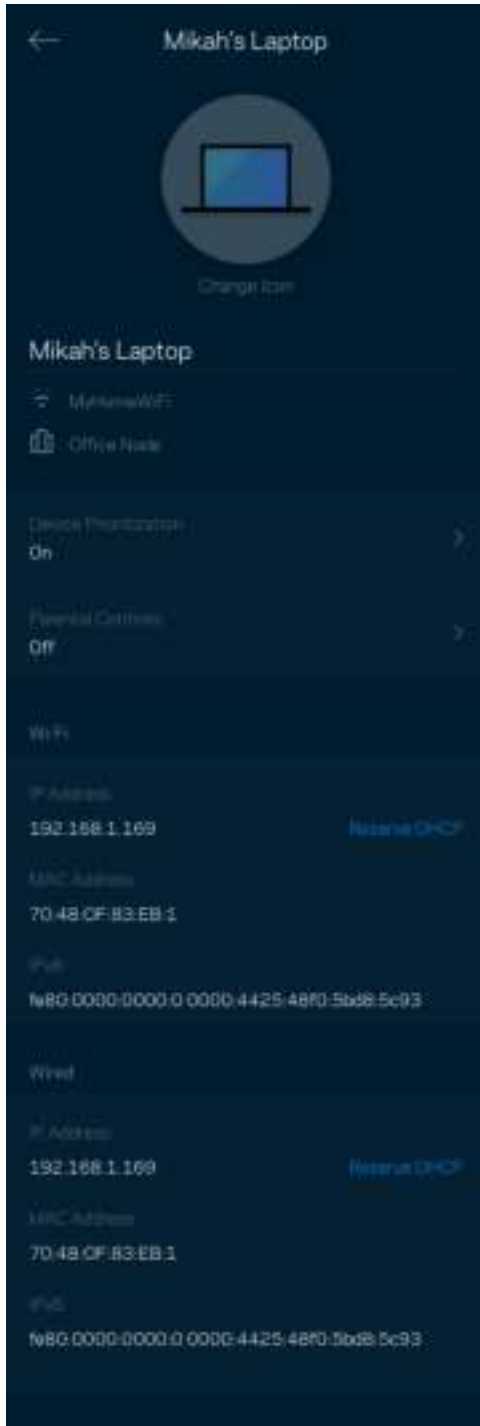 Mikah's Laptop
Change Icon
Mikah's Laptop
MyHomeWiFi
Office Node
Device Prioritization
On
Parental Controls
Off
Wi-Fi
IP Address
192.168.1.169
Reserve DHCP
MAC Address
70:48:0F:83:EB:1
IPv6
fe80:0000:0000:0:0000:4425:48f0:5bd8:5c93
Wired
IP Address
192.168.1.169
Reserve DHCP
MAC Address
70:48:0F:83:EB:1
IPv6
fe80:0000:0000:0:0000:4425:48f0:5bd8:5c93